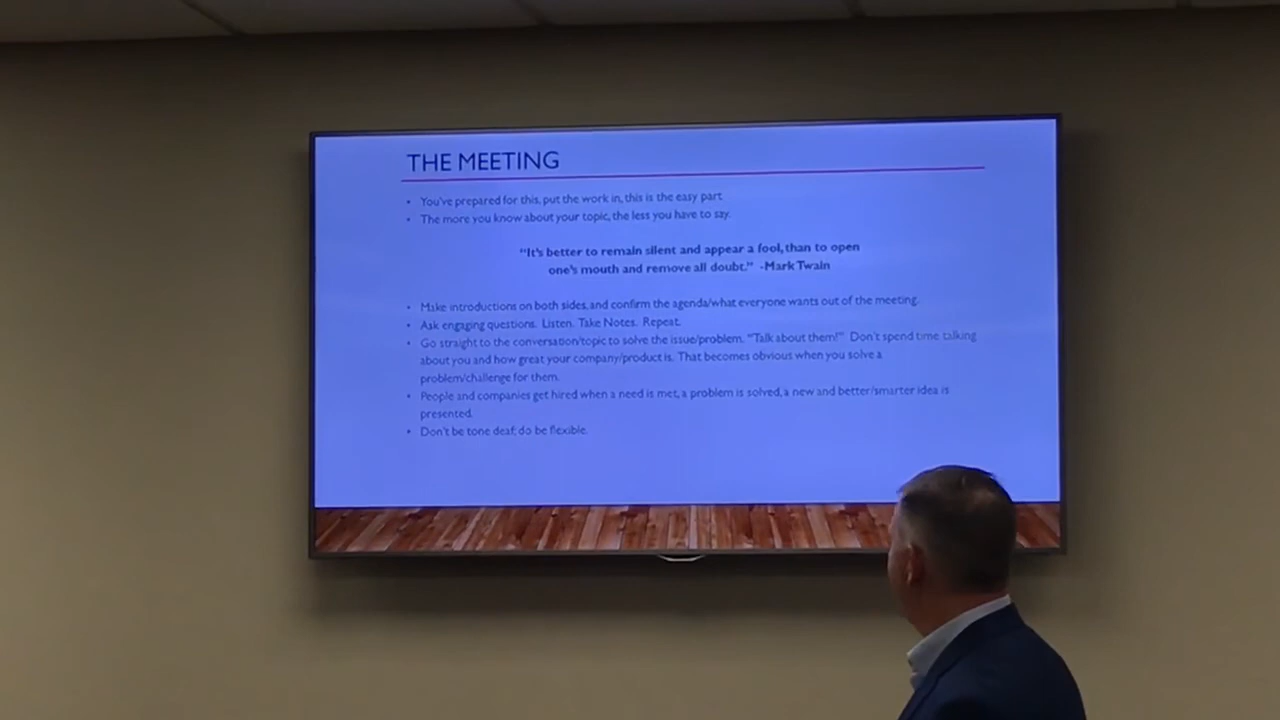 THE MEETING
• You've prepared for this, put the work in, this is the easy part
• The more you know about your topic, the less you have to say.
"It's better to remain silent and appear a fool, than to open
one's mouth and remove all doubt." -Mark Twain
• Make introductions on both sides, and confirm the agenda/what everyone wants out of the meeting.
• Ask engaging questions. Listen. Take Notes. Repeat.
• Go straight to the conversation/topic to solve the issue/problem. "Talk about them!" Don't spend time talking
about you and how great your company/product is. That becomes obvious when you solve a
problem/challenge for them.
• People and companies get hired when a need is met, a problem is solved, a new and better/smarter idea is
presented.
• Don't be tone deaf; do be flexible.